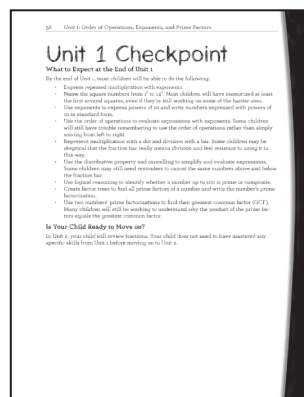 56 Unit 1: Order of Operations, Exponents, and Prime Factors
Unit 1 Checkpoint
What to Expect at the End of Unit 1
By the end of Unit 1, most children will be able to do the following:
• Express repeated multiplication with exponents.
• Name the square numbers from 1² to 12². Most children will have memorized at least
the first several squares, even if they're still working on some of the harder ones.
• Use exponents to express powers of 10 and write numbers expressed with powers of
10 in standard form.
• Use the order of operations to evaluate expressions with exponents. Some children
will still have trouble remembering to use the order of operations rather than simply
solving from left to right.
• Represent multiplication with a dot and division with a bar. Some children may be
skeptical that the fraction bar really means division and feel resistant to using it in
this way.
• Use the distributive property and cancelling to simplify and evaluate expressions.
Some children may still need reminders to cancel the same numbers above and below
the fraction bar.
• Use logical reasoning to identify whether a number up to 100 is prime or composite.
• Create factor trees to find all prime factors of a number and write the number's prime
factorization.
• Use two numbers' prime factorizations to find their greatest common factor (GCF).
Many children will still be working to understand why the product of the prime fac-
tors equals the greatest common factor.
Is Your Child Ready to Move on?
In Unit 2, your child will review fractions. Your child does not need to have mastered any
specific skills from Unit 1 before moving on to Unit 2.